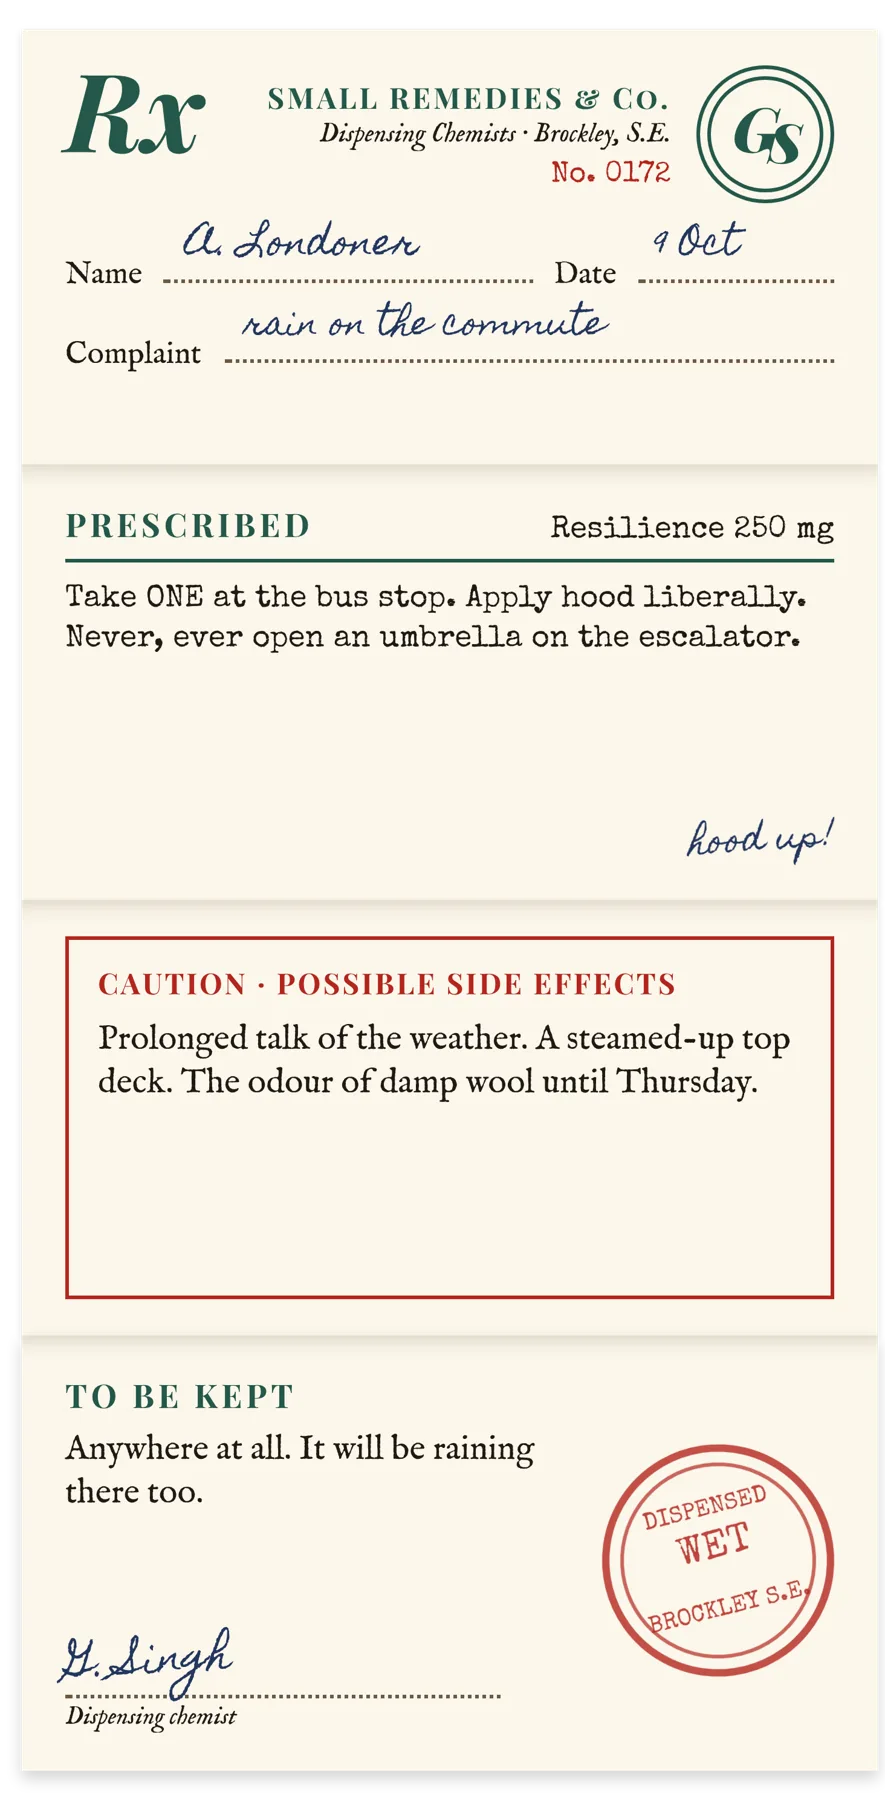 Rx
SMALL REMEDIES & CO.
Dispensing Chemists · Brockley, S.E.
No. 0172
GS
Name A. Londoner Date 9 Oct
Complaint rain on the commute
PRESCRIBED Resilience 250 mg
Take ONE at the bus stop. Apply hood liberally.
Never, ever open an umbrella on the escalator.
hood up!
CAUTION · POSSIBLE SIDE EFFECTS
Prolonged talk of the weather. A steamed-up top
deck. The odour of damp wool until Thursday.
TO BE KEPT
Anywhere at all. It will be raining
there too.
DISPENSED
WET
BROCKLEY S.E.
G. Singh
Dispensing chemist